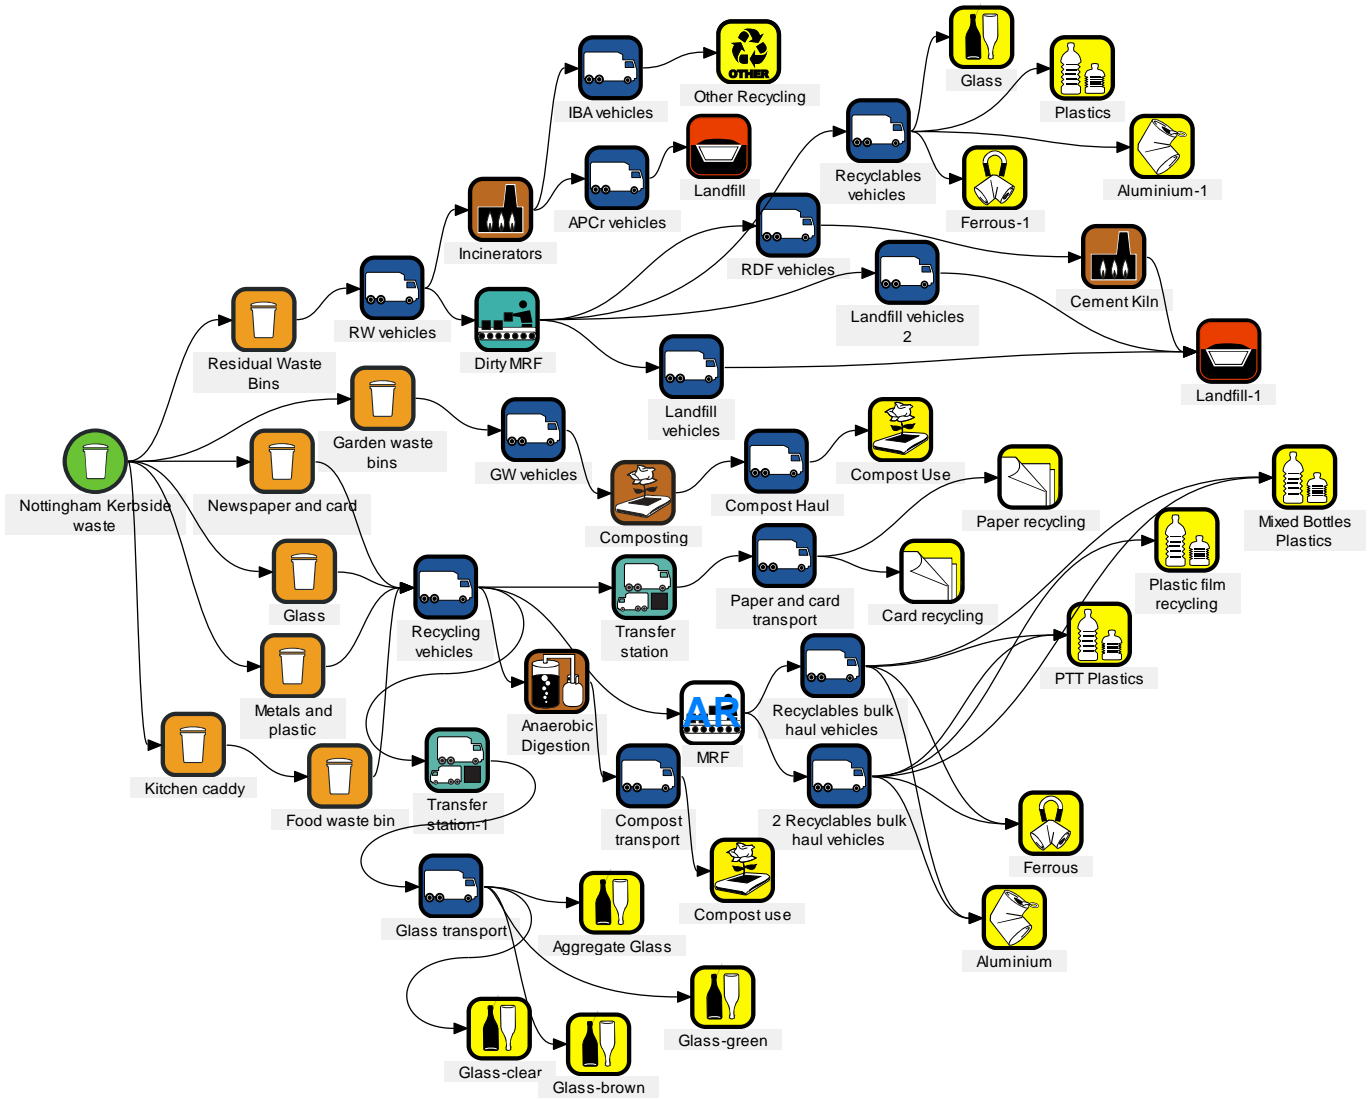 Glass
OTHER
Other Recycling
IBA vehicles
Plastics
Landfill
Recyclables
vehicles
Aluminium-1
APCr vehicles
Ferrous-1
Incinerators
RDF vehicles
Cement Kiln
Landfill vehicles
2
RW vehicles
Residual Waste
Bins
Dirty MRF
Landfill
vehicles
Landfill-1
Garden waste
bins
GW vehicles
Compost Use
Nottingham Kerbside
waste
Newspaper and card
Compost Haul
Composting
Paper recycling
Mixed Bottles
Plastics
Glass
Recycling
vehicles
Transfer
station
Paper and card
transport
Card recycling
Plastic film
recycling
Metals and
plastic
Anaerobic
Digestion
AR
MRF
Recyclables bulk
haul vehicles
PTT Plastics
Kitchen caddy
Food waste bin
Transfer
station-1
Compost
transport
2 Recyclables bulk
haul vehicles
Ferrous
Glass transport
Aggregate Glass
Compost use
Aluminium
Glass-green
Glass-clear
Glass-brown